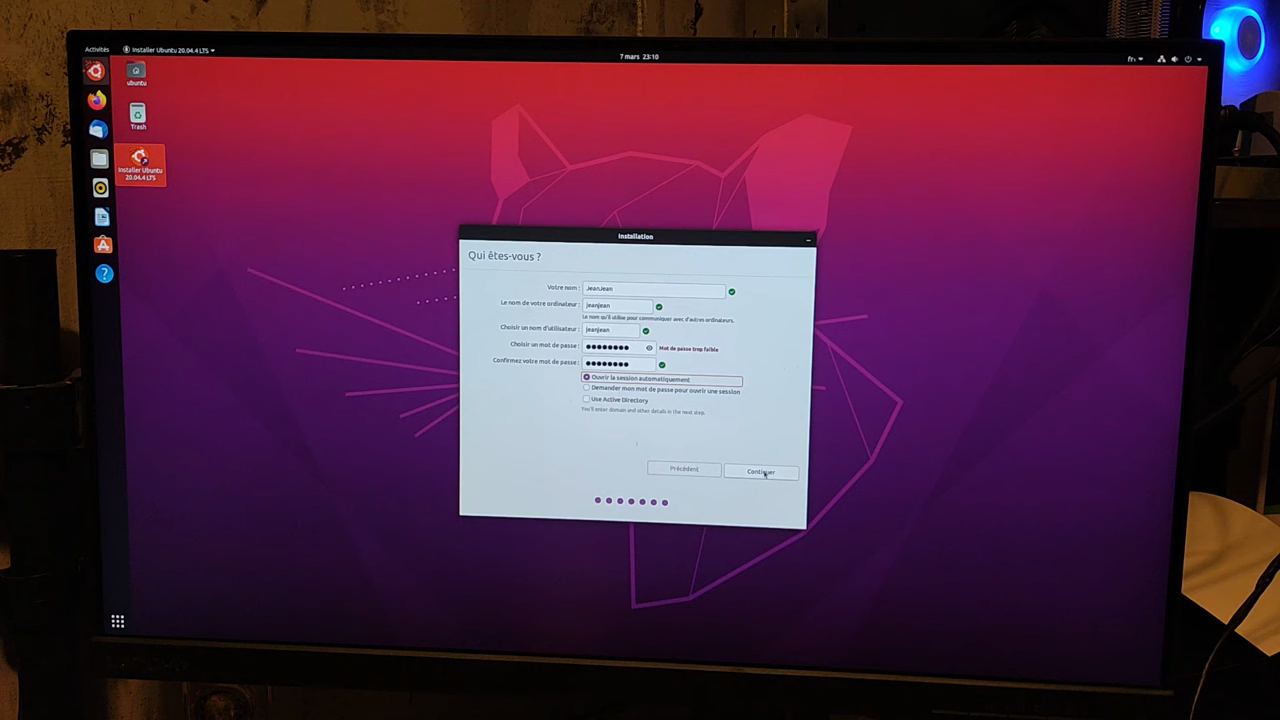 Activités
Installer Ubuntu 20.04.4 LTS
7 mars 23:10
fr₁
ubuntu
Trash
Installer Ubuntu
20.04.4 LTS
Installation
Qui êtes-vous ?
Votre nom : JeanJean
Le nom de votre ordinateur : jeanjean
Le nom qu'il utilise pour communiquer avec d'autres ordinateurs.
Choisir un nom d'utilisateur : jeanjean
Choisir un mot de passe : ●●●●●●●● Mot de passe trop faible
Confirmez votre mot de passe : ●●●●●●●●
Ouvrir la session automatiquement
Demander mon mot de passe pour ouvrir une session
Use Active Directory
You'll enter domain and other details in the next step.
Précédent Continuer